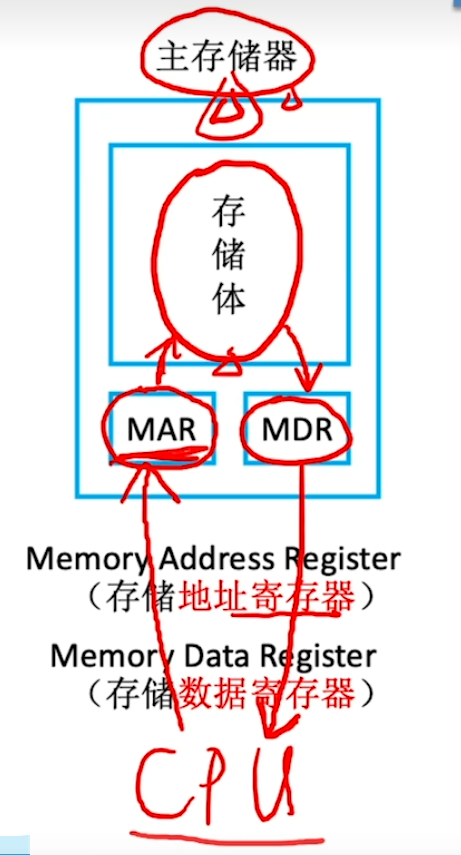 主存储器
存
储
体
MAR MDR
Memory Address Register
（存储地址寄存器）
Memory Data Register
（存储数据寄存器）
CPU